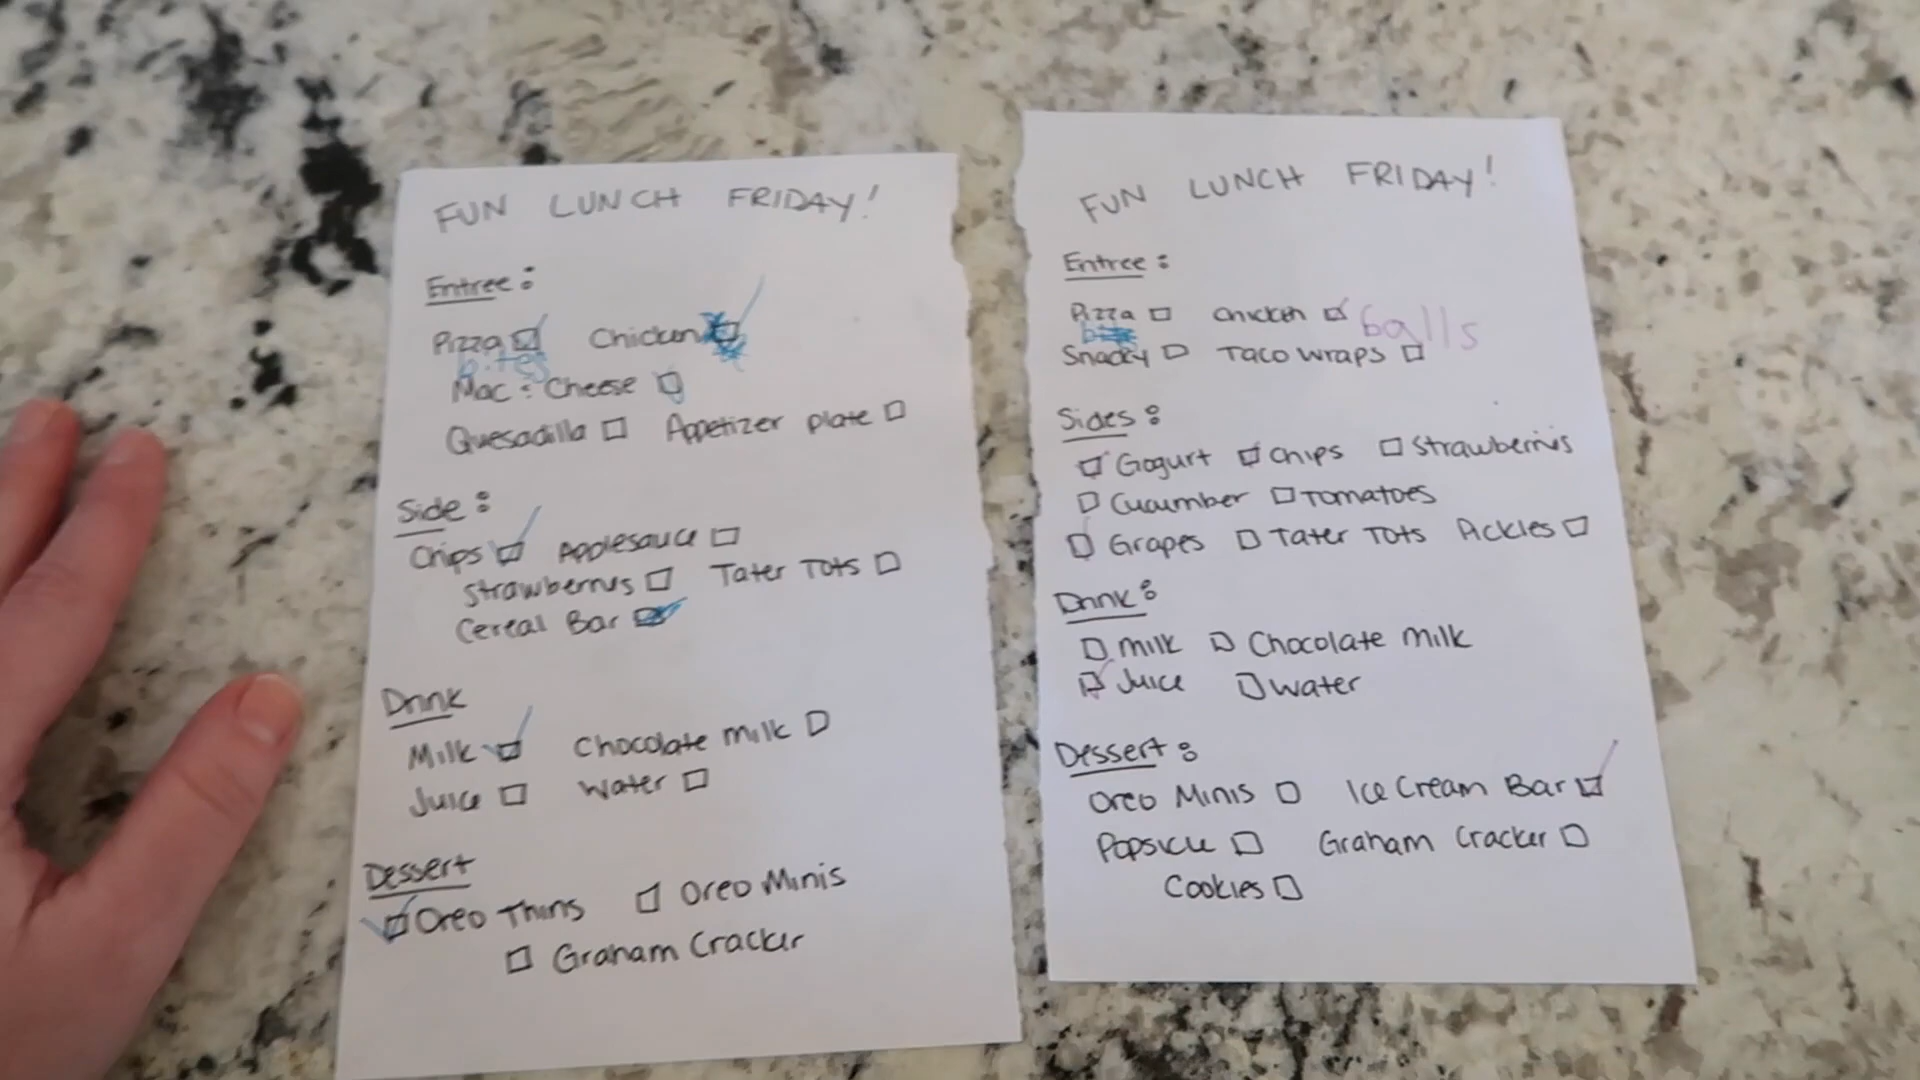 FUN LUNCH FRIDAY!
Entree:
Pizza Chicken
bites
Mac & Cheese
Quesadilla Appetizer plate
Side:
Chips Applesauce
Strawberries Tater Tots
Cereal Bar
Drink
Milk Chocolate milk
Juice Water
Dessert
Oreo Thins Oreo Minis
Graham Cracker
FUN LUNCH FRIDAY!
Entree:
Pizza Chicken balls
Snacky Taco wraps
Sides:
Gogurt Chips Strawberries
Cucumber Tomatoes
Grapes Tater Tots Pickles
Drink:
Milk Chocolate Milk
Juice Water
Dessert:
Oreo Minis Ice Cream Bar
Popsicle Graham Cracker
Cookies